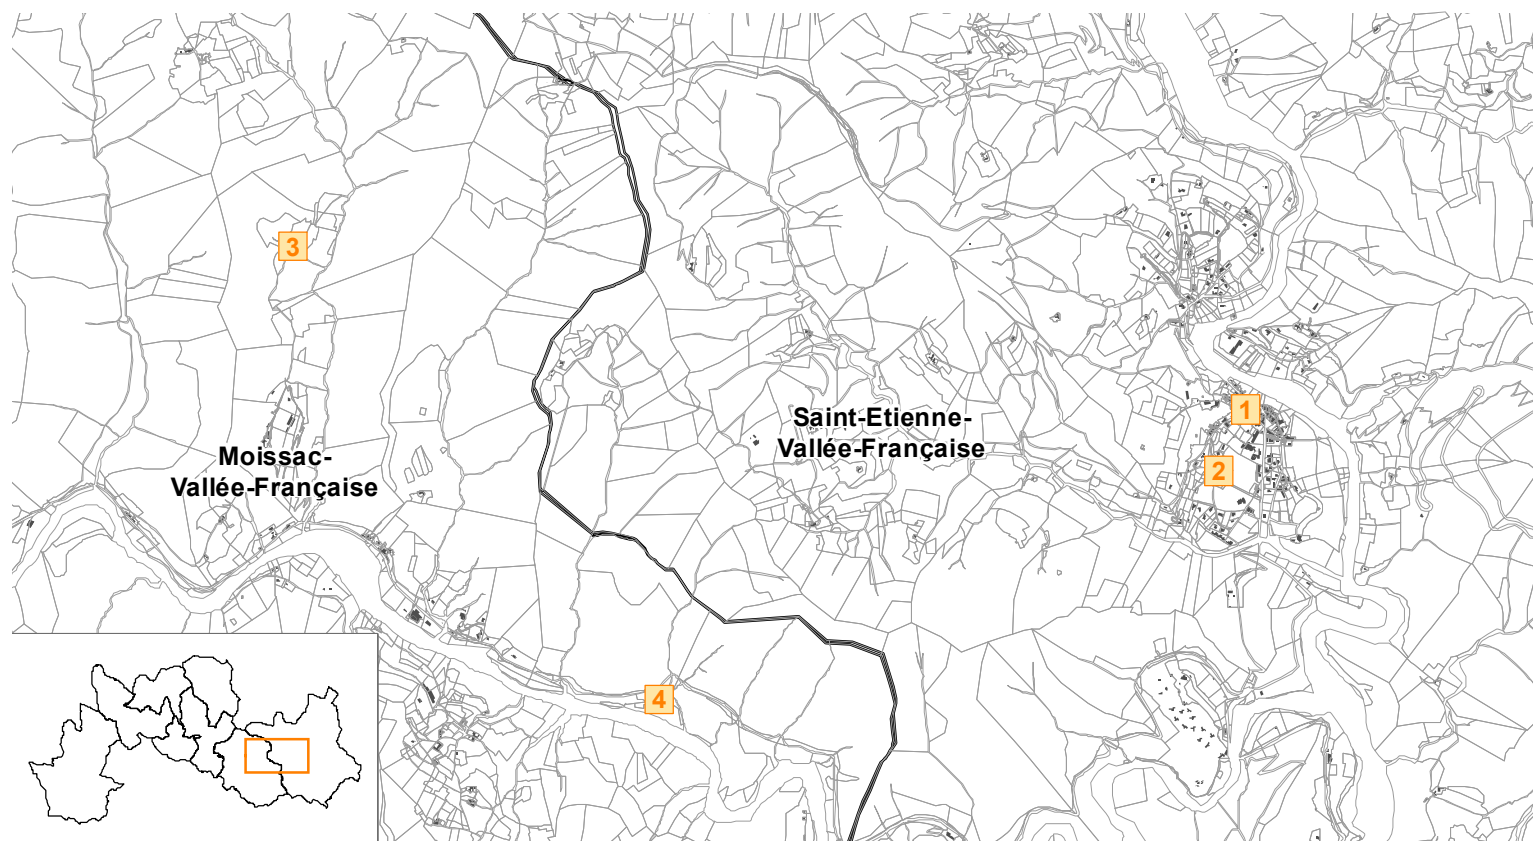 3
1
Saint-Etienne-
Vallée-Française
Moissac-
Vallée-Française
2
4